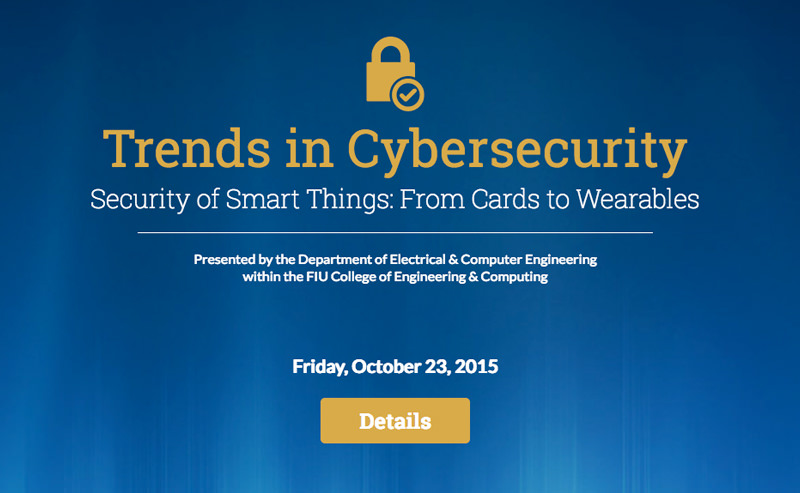 Trends in Cybersecurity
Security of Smart Things: From Cards to Wearables
Presented by the Department of Electrical & Computer Engineering
within the FIU College of Engineering & Computing
Friday, October 23, 2015
Details